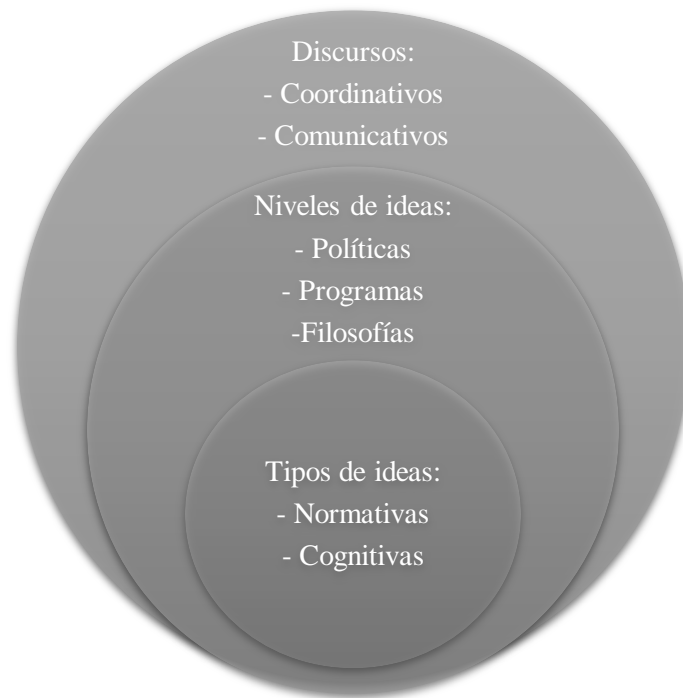 Discursos:
- Coordinativos
- Comunicativos
Niveles de ideas:
- Políticas
- Programas
-Filosofías
Tipos de ideas:
- Normativas
- Cognitivas